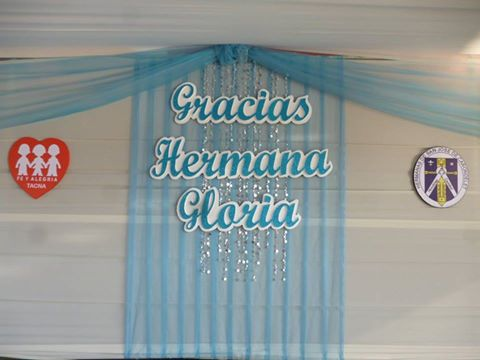 Gracias
Hermana
Gloria
FE Y ALEGRIA
TACNA